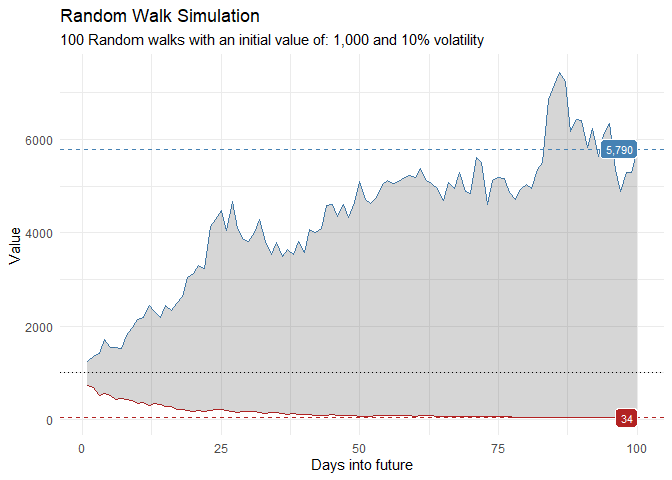 Random Walk Simulation
100 Random walks with an initial value of: 1,000 and 10% volatility
Value
6000
4000
2000
0
5,790
34
0
25
50
75
100
Days into future